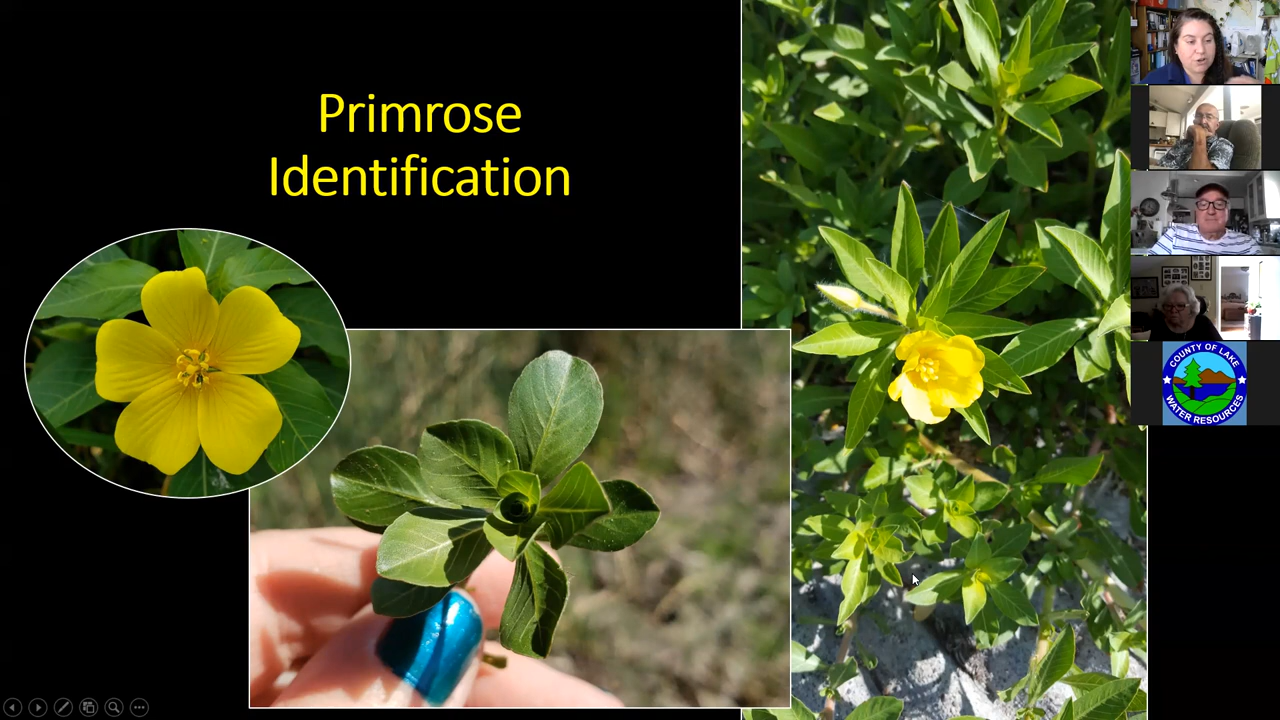 Primrose
Identification
COUNTY OF LAKE
WATER RESOURCES